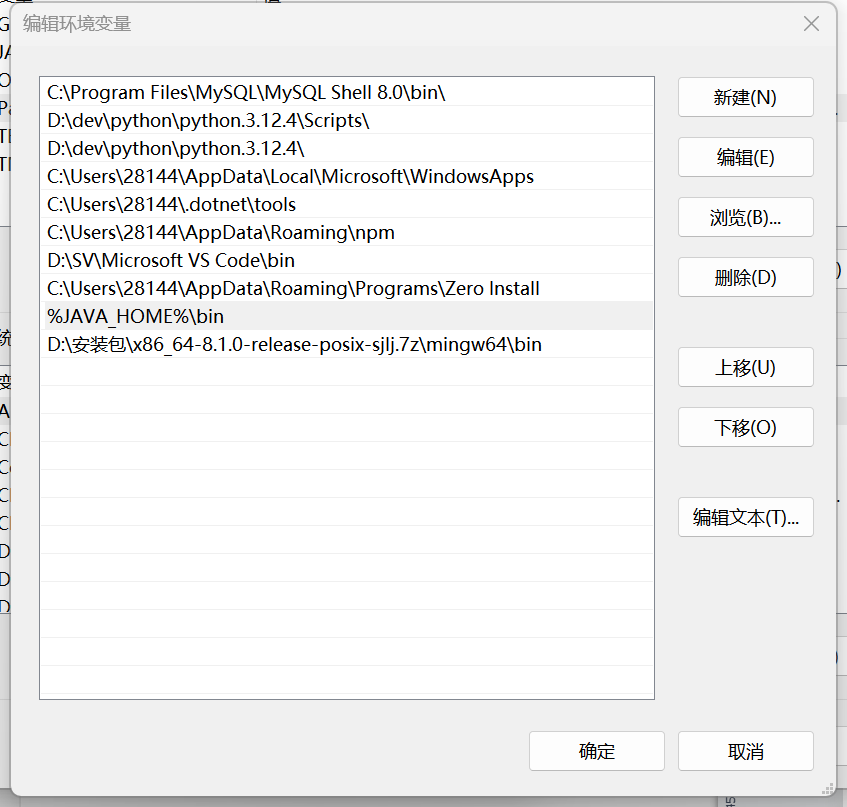 编辑环境变量
C:\Program Files\MySQL\MySQL Shell 8.0\bin\
D:\dev\python\python.3.12.4\Scripts\
D:\dev\python\python.3.12.4\
C:\Users\28144\AppData\Local\Microsoft\WindowsApps
C:\Users\28144\.dotnet\tools
C:\Users\28144\AppData\Roaming\npm
D:\SV\Microsoft VS Code\bin
C:\Users\28144\AppData\Roaming\Programs\Zero Install
%JAVA_HOME%\bin
D:\安装包\x86_64-8.1.0-release-posix-sjlj.7z\mingw64\bin
新建(N)
编辑(E)
浏览(B)...
删除(D)
上移(U)
下移(O)
编辑文本(T)...
确定
取消